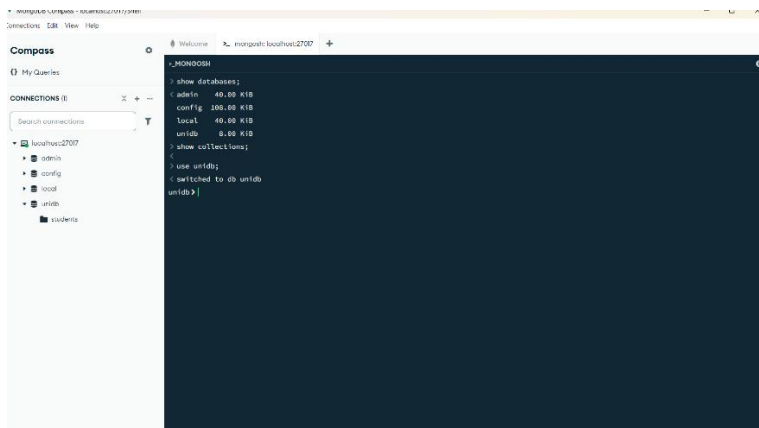 MongoDB Compass - localhost:27017/Shell
Connections Edit View Help
Compass
{} My Queries
CONNECTIONS (1)
Search connections
localhost:27017
admin
config
local
unidb
students
Welcome
>_ mongosh: localhost:27017 +
>_MONGOSH
> show databases;
< admin 40.00 KiB
config 108.00 KiB
local 40.00 KiB
unidb 8.00 KiB
> show collections;
<
> use unidb;
< switched to db unidb
unidb>